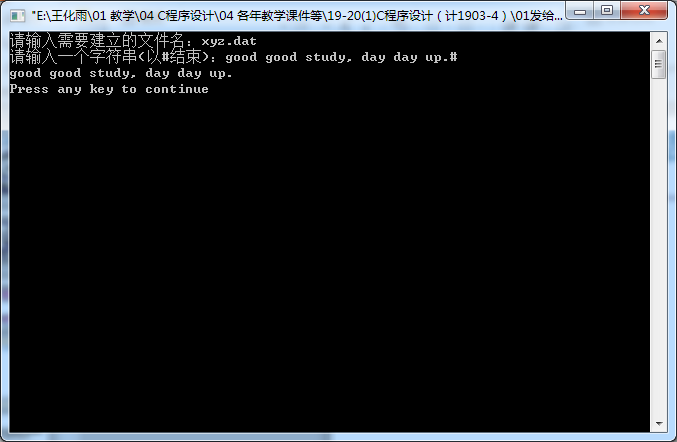 "E:\王化雨\01 教学\04 C程序设计\04 各年教学课件等\19-20(1)C程序设计（计1903-4）\01发给...
请输入需要建立的文件名：xyz.dat
请输入一个字符串(以#结束)：good good study, day day up.#
good good study, day day up.
Press any key to continue